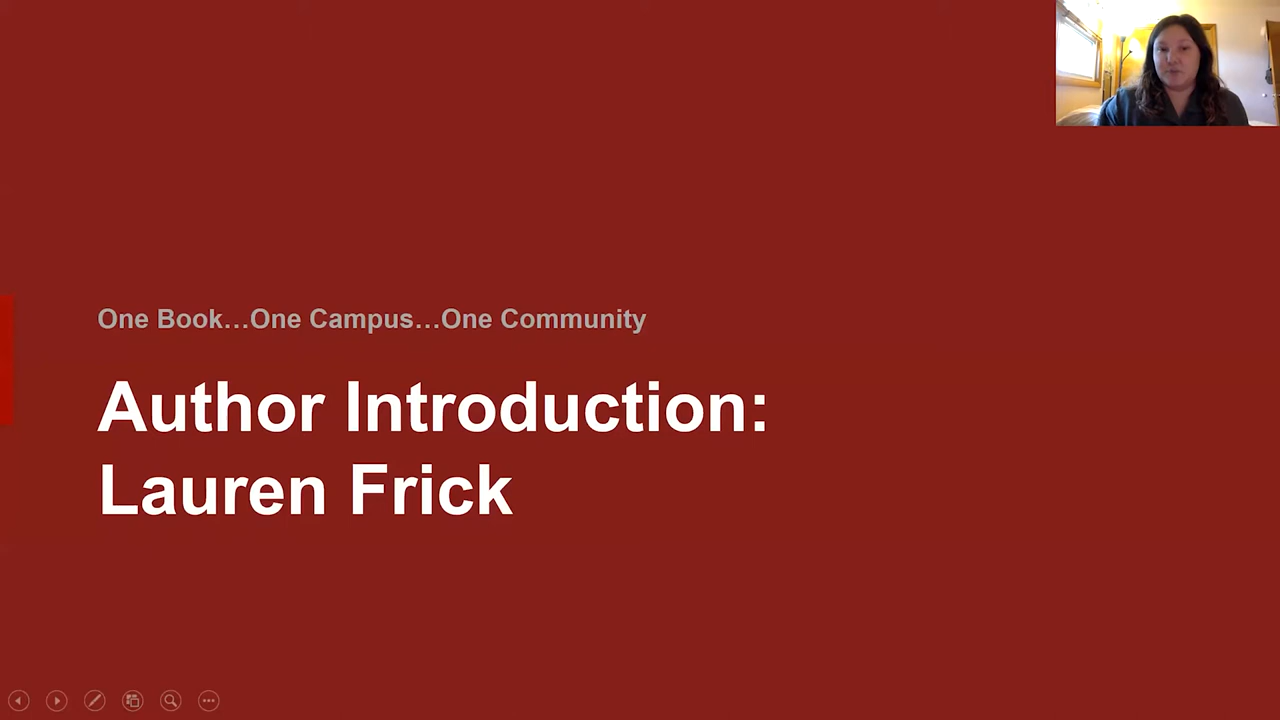 One Book…One Campus…One Community
Author Introduction:
Lauren Frick